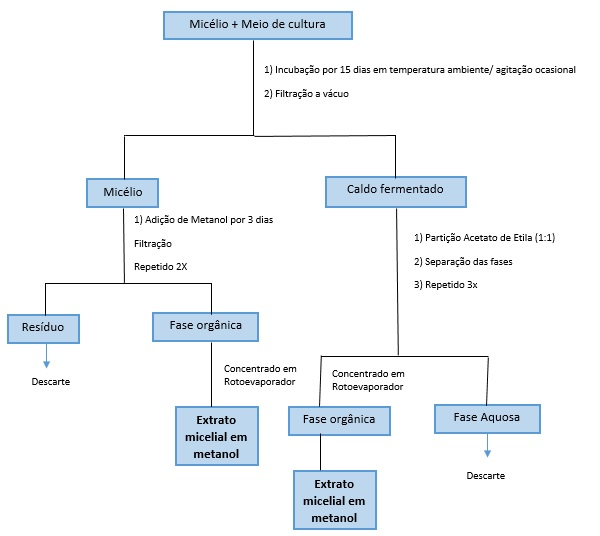 Micélio + Meio de cultura
1) Incubação por 15 dias em temperatura ambiente/ agitação ocasional
2) Filtração a vácuo
Micélio
Caldo fermentado
1) Adição de Metanol por 3 dias
Filtração
Repetido 2X
1) Partição Acetato de Etila (1:1)
2) Separação das fases
3) Repetido 3x
Resíduo
Fase orgânica
Descarte
Concentrado em
Rotoevaporador
Concentrado em
Rotoevaporador
Extrato
micelial em
metanol
Fase orgânica
Fase Aquosa
Descarte
Extrato
micelial em
metanol